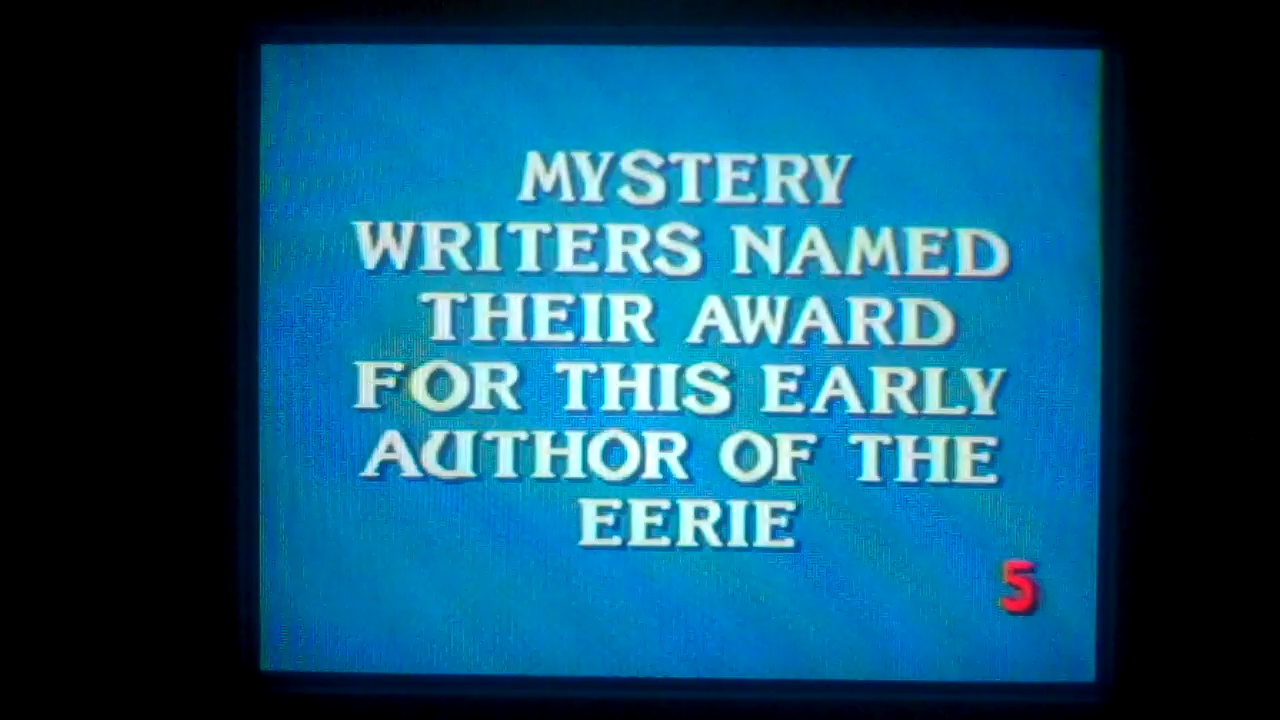 MYSTERY
WRITERS NAMED
THEIR AWARD
FOR THIS EARLY
AUTHOR OF THE
EERIE
5